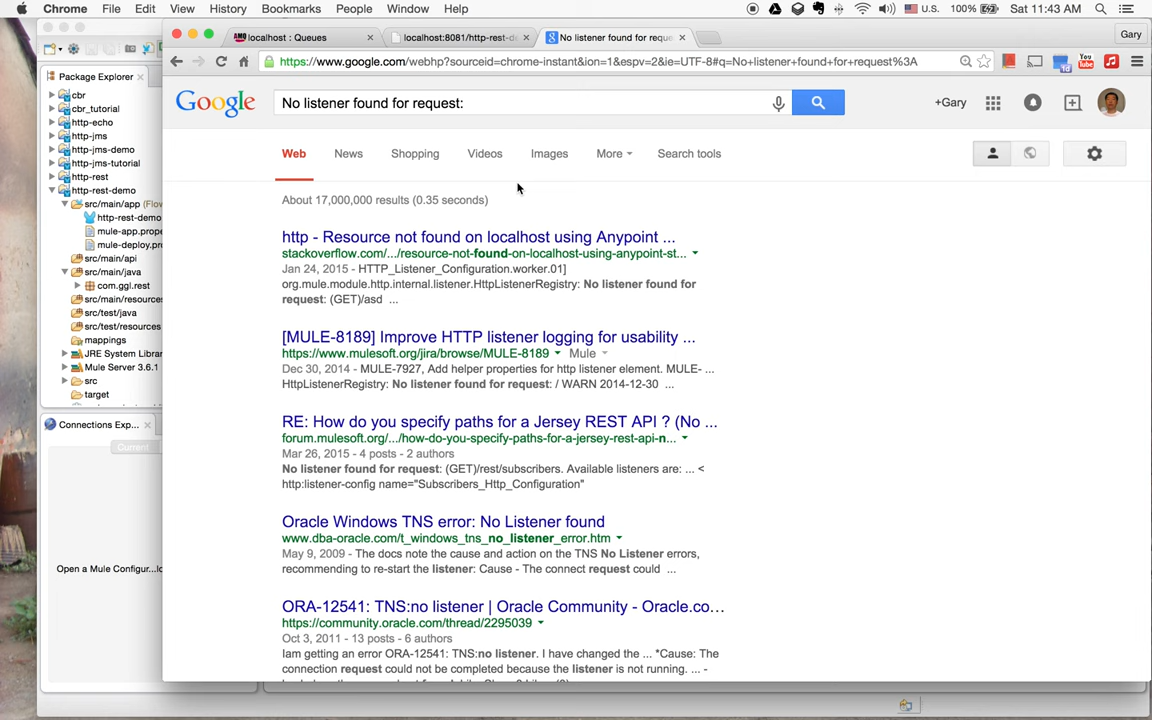 Chrome File Edit View History Bookmarks People Window Help U.S. 100% Sat 11:43 AM
localhost : Queues
localhost:8081/http-rest-d
No listener found for reque
Gary
https://www.google.com/webhp?sourceid=chrome-instant&ion=1&espv=2&ie=UTF-8#q=No+listener+found+for+request%3A
Google
No listener found for request:
+Gary
Web News Shopping Videos Images More Search tools
About 17,000,000 results (0.35 seconds)
http - Resource not found on localhost using Anypoint ...
stackoverflow.com/.../resource-not-found-on-localhost-using-anypoint-st...
Jan 24, 2015 - HTTP_Listener_Configuration.worker.01]
org.mule.module.http.internal.listener.HttpListenerRegistry: No listener found for
request: (GET)/asd ...
[MULE-8189] Improve HTTP listener logging for usability ...
https://www.mulesoft.org/jira/browse/MULE-8189 Mule
Dec 30, 2014 - MULE-7927, Add helper properties for http listener element. MULE- ...
HttpListenerRegistry: No listener found for request: / WARN 2014-12-30 ...
RE: How do you specify paths for a Jersey REST API ? (No ...
forum.mulesoft.org/.../how-do-you-specify-paths-for-a-jersey-rest-api-n...
Mar 26, 2015 - 4 posts - 2 authors
No listener found for request: (GET)/rest/subscribers. Available listeners are: ... <
http:listener-config name="Subscribers_Http_Configuration"
Oracle Windows TNS error: No Listener found
www.dba-oracle.com/t_windows_tns_no_listener_error.htm
May 9, 2009 - The docs note the cause and action on the TNS No Listener errors,
recommending to re-start the listener: Cause - The connect request could ...
ORA-12541: TNS:no listener | Oracle Community - Oracle.co...
https://community.oracle.com/thread/2295039
Oct 3, 2011 - 13 posts - 6 authors
Iam getting an error ORA-12541: TNS:no listener. I have changed the ... *Cause: The
connection request could not be completed because the listener is not running. ... -
Package Explorer
cbr
cbr_tutorial
http-echo
http-jms
http-jms-demo
http-jms-tutorial
http-rest
http-rest-demo
src/main/app (Flow
http-rest-demo
mule-app.prope
mule-deploy.pr
src/main/api
src/main/java
com.ggl.rest
src/main/resources
src/test/java
src/test/resources
mappings
JRE System Librar
Mule Server 3.6.1
src
target
Connections Exp...
Current
Open a Mule Configur...lo